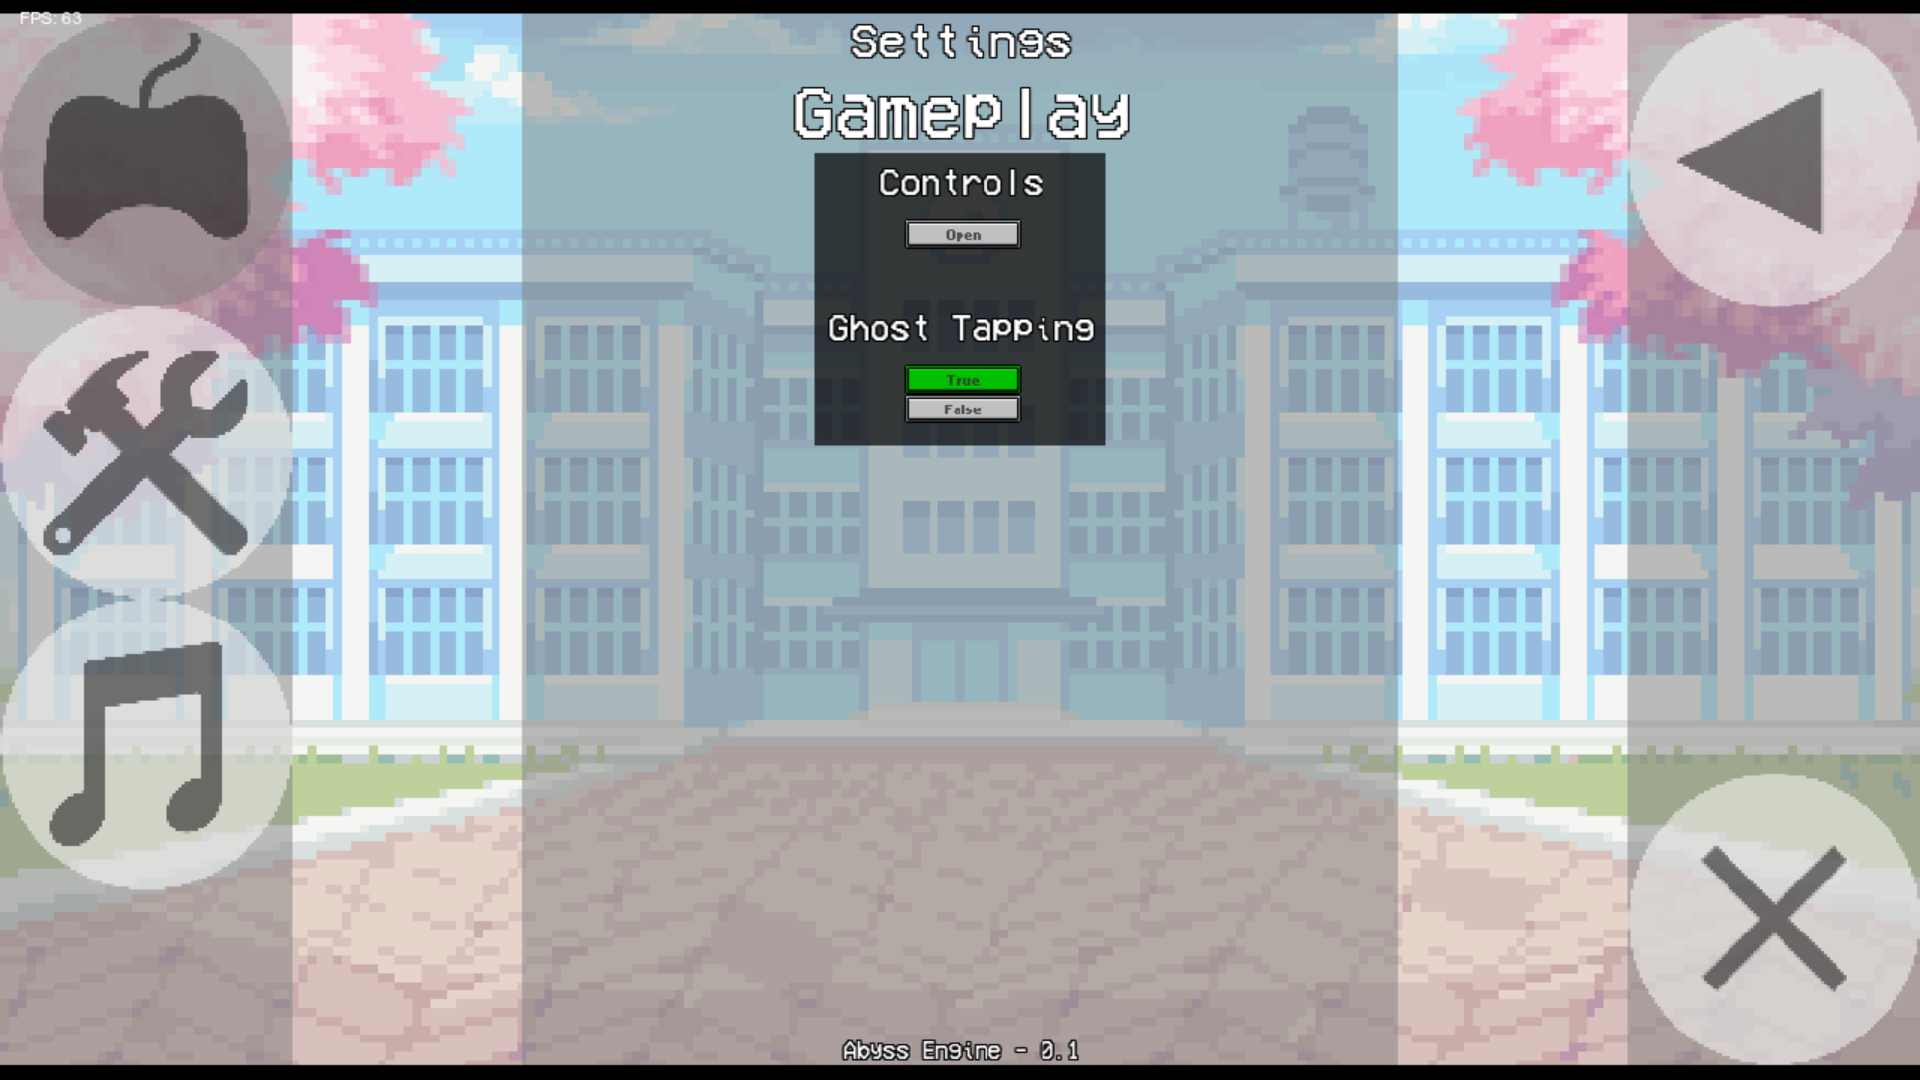 FPS: 63
Settings
Gameplay
Controls
Open
Ghost Tapping
True
False
Abyss Engine - 0.1